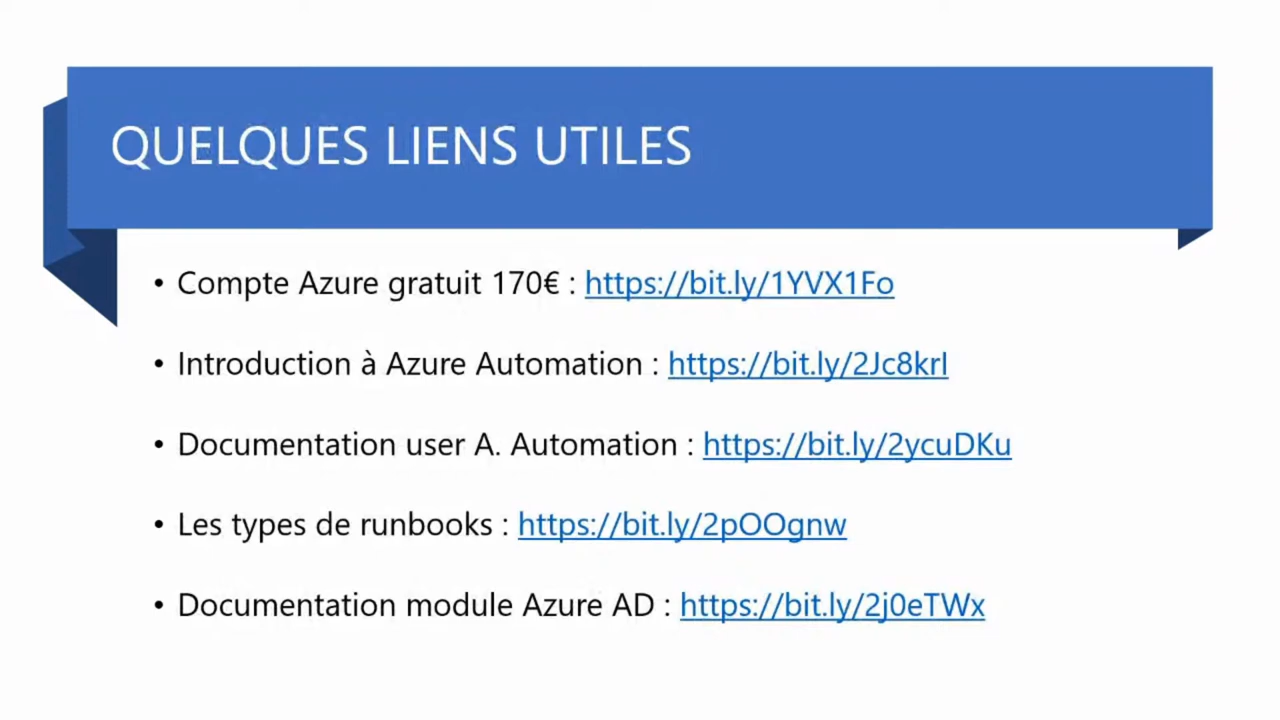 QUELQUES LIENS UTILES
• Compte Azure gratuit 170€ : https://bit.ly/1YVX1Fo
• Introduction à Azure Automation : https://bit.ly/2Jc8krI
• Documentation user A. Automation : https://bit.ly/2ycuDKu
• Les types de runbooks : https://bit.ly/2pOOgnw
• Documentation module Azure AD : https://bit.ly/2j0eTWx